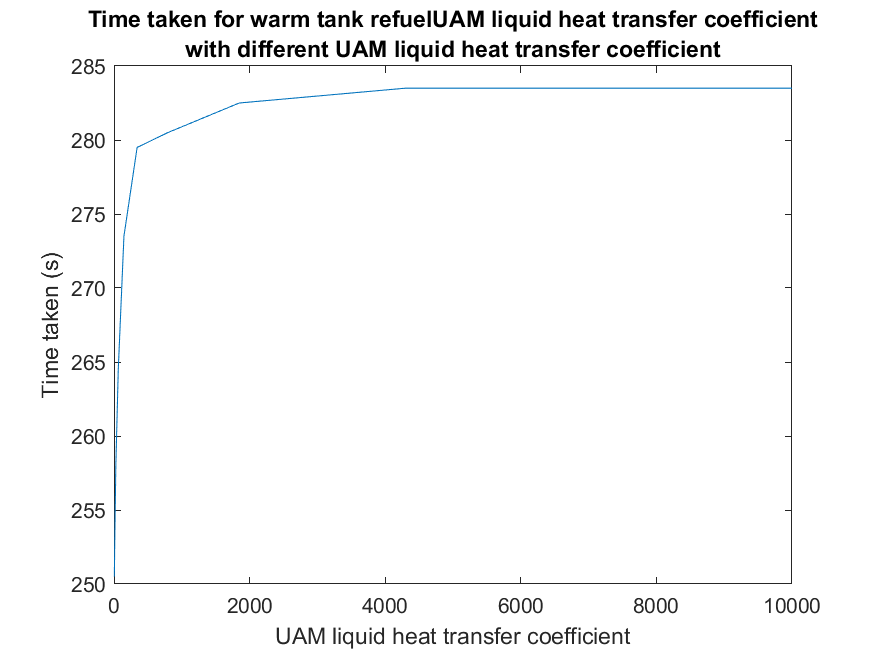 Time taken for warm tank refuelUAM liquid heat transfer coefficient
with different UAM liquid heat transfer coefficient
285
280
275
270
265
260
255
250
Time taken (s)
0 2000 4000 6000 8000 10000
UAM liquid heat transfer coefficient